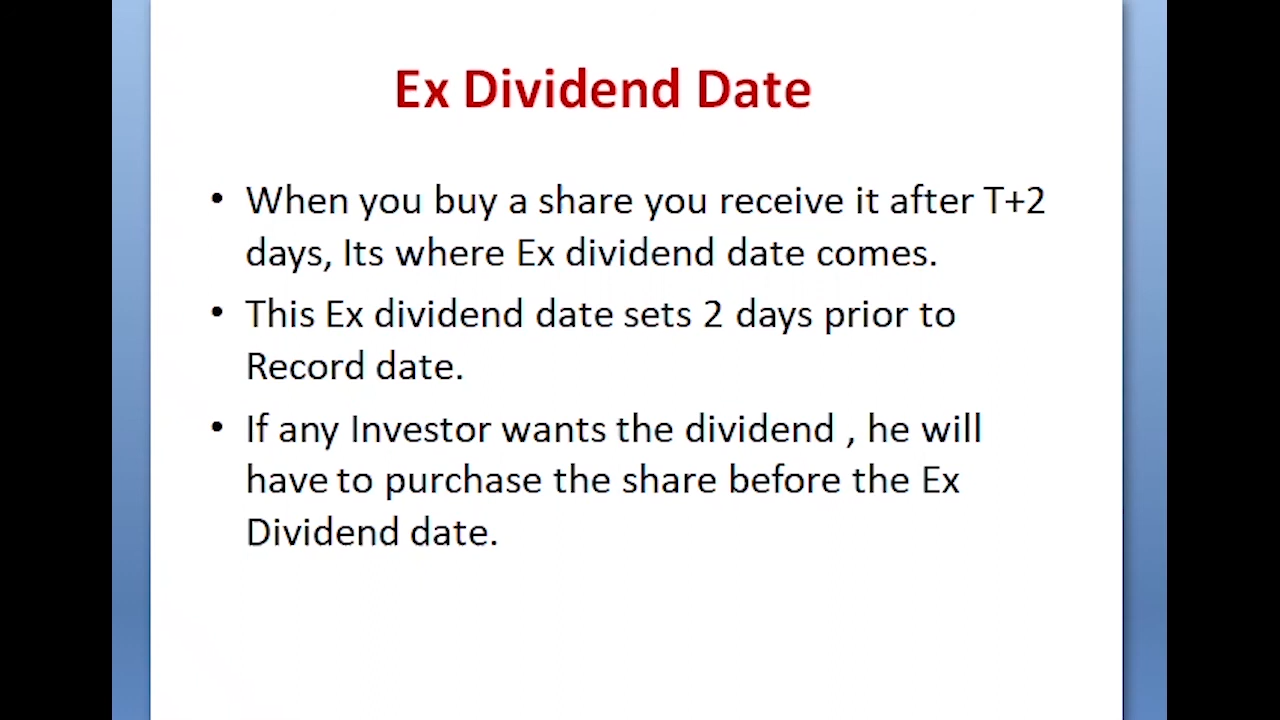 Ex Dividend Date
• When you buy a share you receive it after T+2
days, Its where Ex dividend date comes.
• This Ex dividend date sets 2 days prior to
Record date.
• If any Investor wants the dividend , he will
have to purchase the share before the Ex
Dividend date.